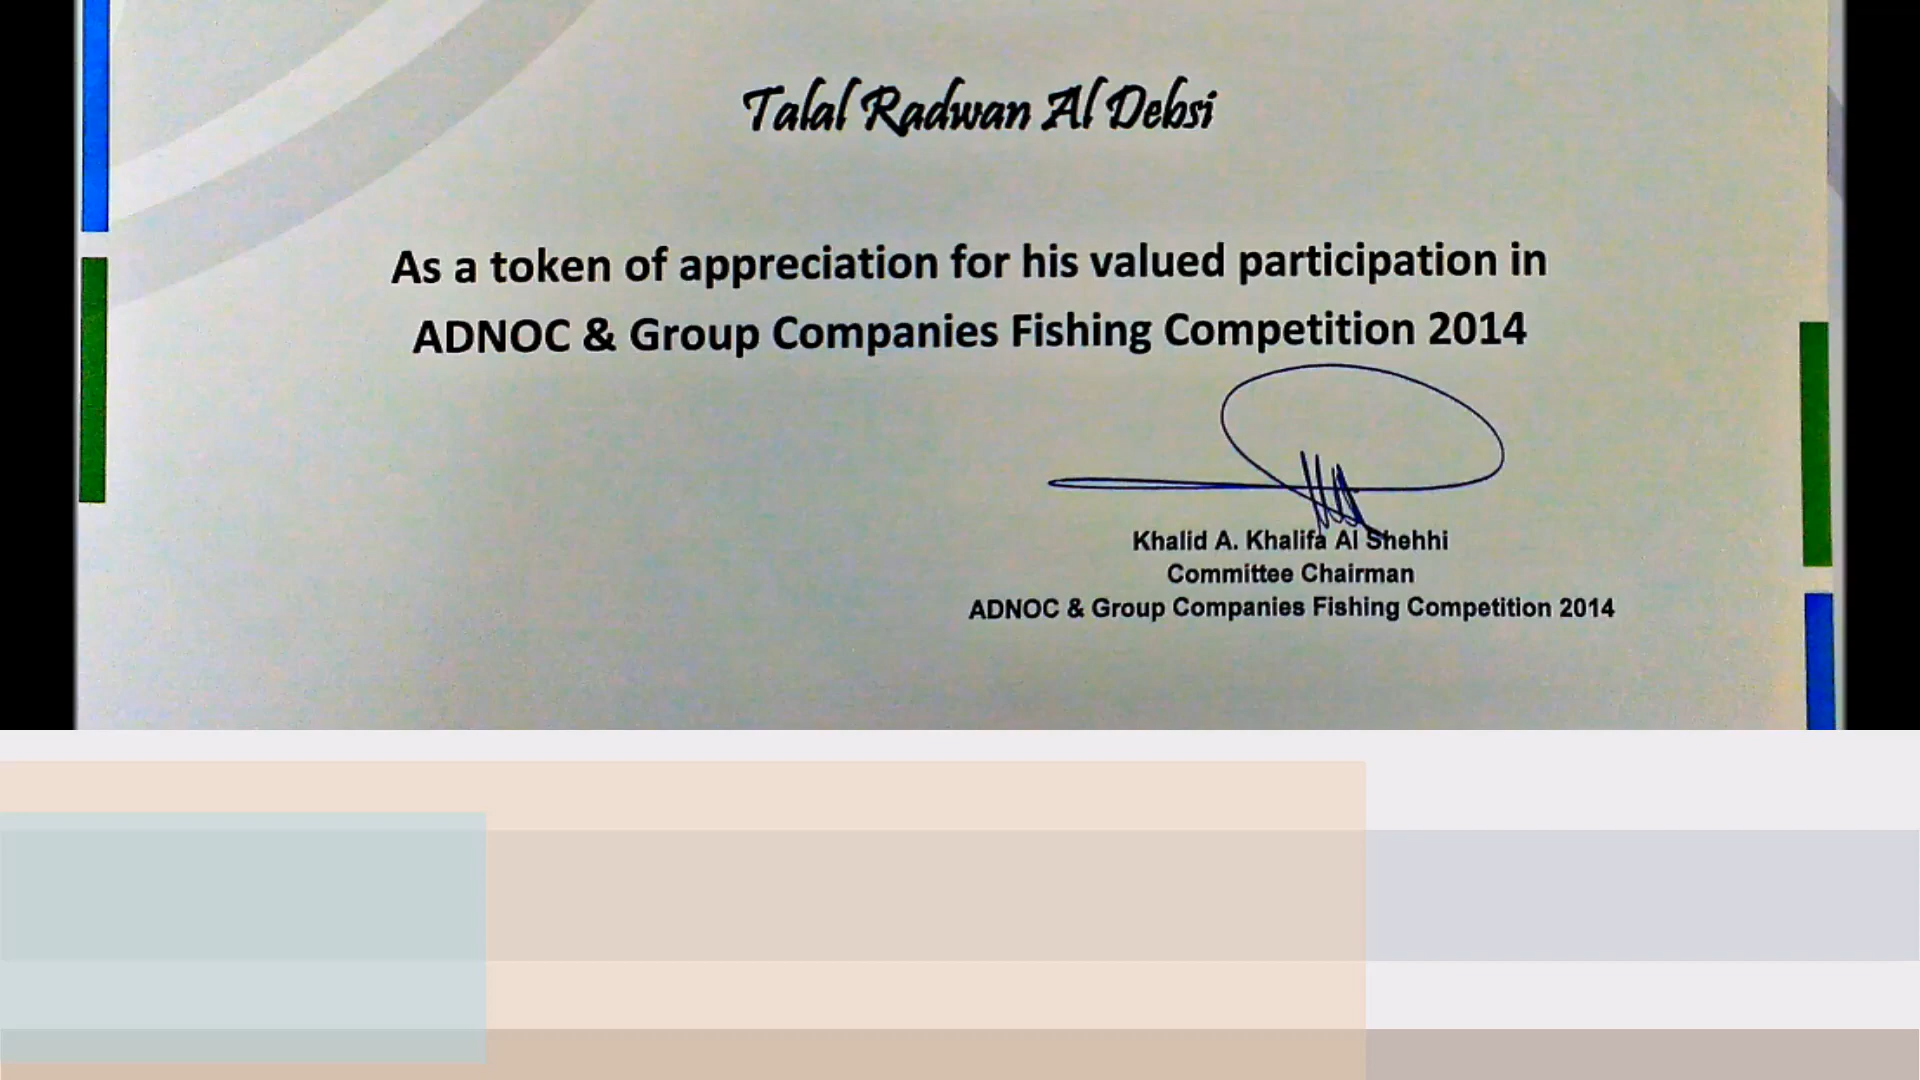 Talal Radwan Al Debsi
As a token of appreciation for his valued participation in
ADNOC & Group Companies Fishing Competition 2014
Khalid A. Khalifa Al Shehhi
Committee Chairman
ADNOC & Group Companies Fishing Competition 2014